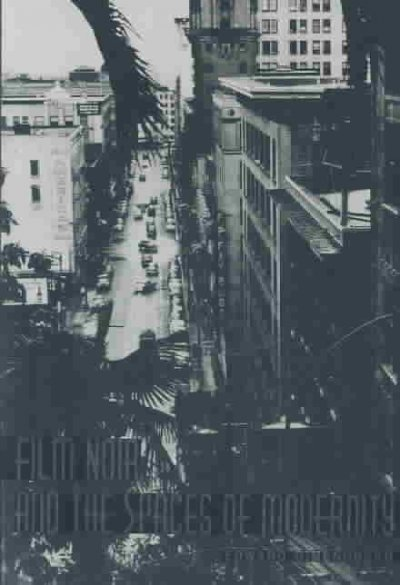 FILM NOIR
AND THE SPACES OF MODERNITY